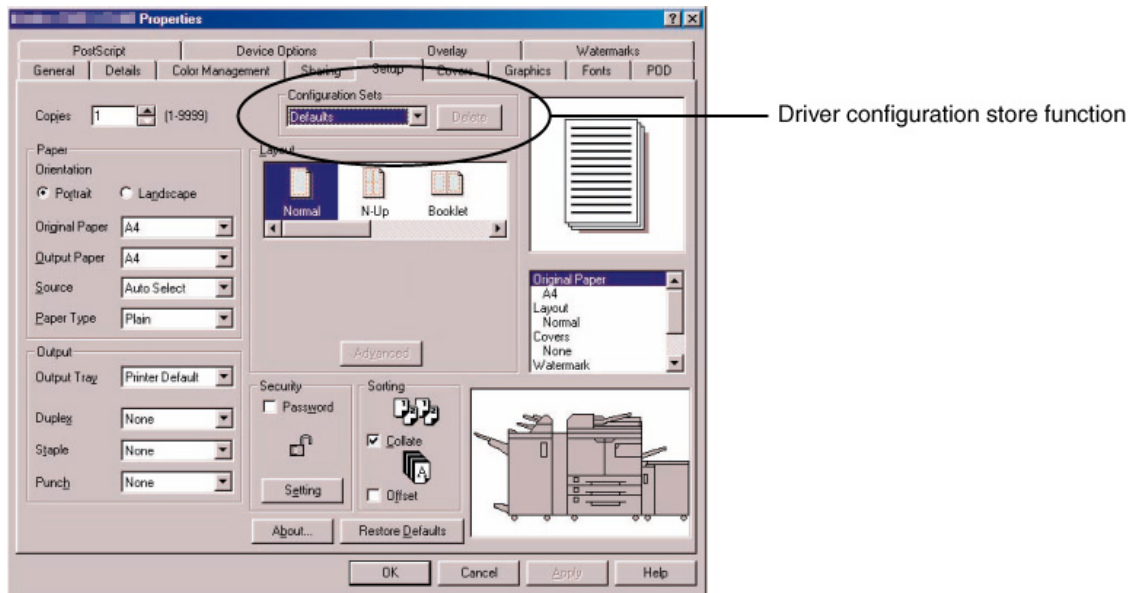 Properties
PostScript Device Options Overlay Watermarks
General Details Color Management Sharing Setup Covers Graphics Fonts POD
Copies 1 (1-9999)
Configuration Sets
Defaults Delete
Driver configuration store function
Paper
Orientation
Portrait Landscape
Original Paper A4
Output Paper A4
Source Auto Select
Paper Type Plain
Layout
Normal N-Up Booklet
Advanced
Original Paper
A4
Layout
Normal
Covers
None
Watermark
Output
Output Tray Printer Default
Duplex None
Staple None
Punch None
Security
Password
Setting
Sorting
Collate
A
Offset
About... Restore Defaults
OK Cancel Apply Help